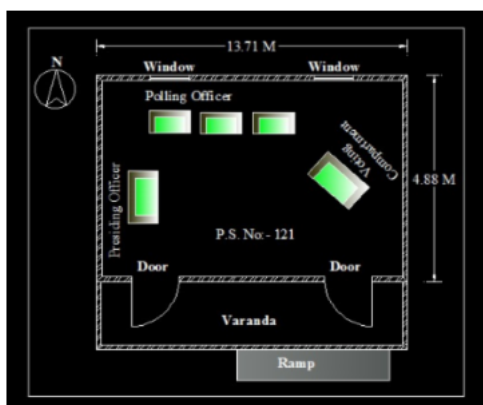 13.71 M
N
Window
Window
Polling Officer
Voting
Compartment
4.88 M
Presiding Officer
P.S. No:- 121
Door
Door
Varanda
Ramp